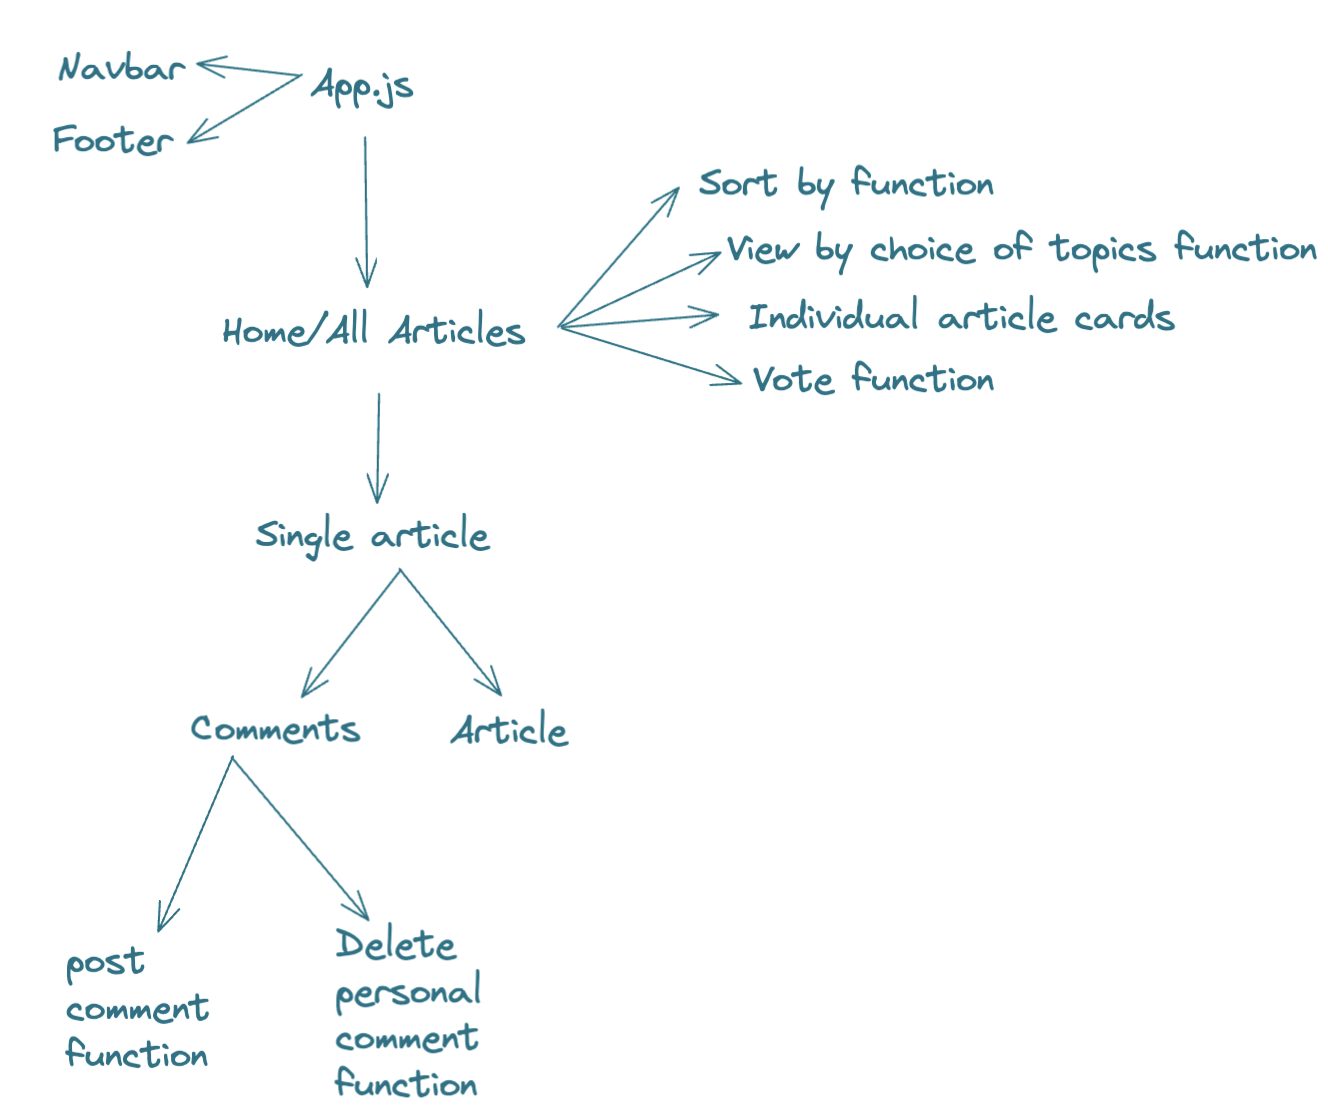 Navbar
App.js
Footer
Sort by function
View by choice of topics function
Individual article cards
Home/All Articles
Vote function
Single article
Comments
Article
post
comment
function
Delete
personal
comment
function